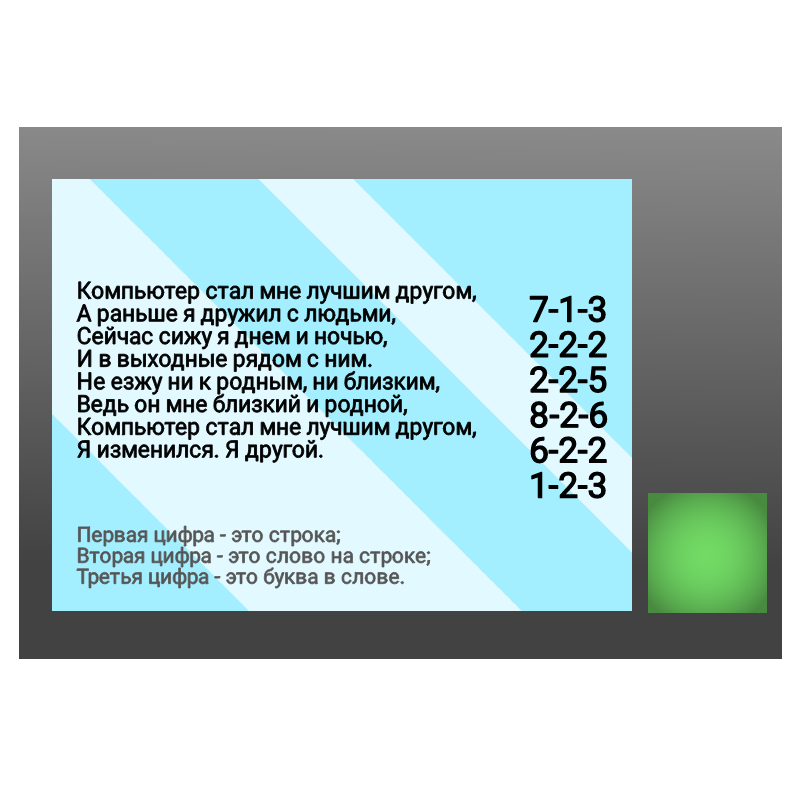 Компьютер стал мне лучшим другом,
А раньше я дружил с людьми,
Сейчас сижу я днем и ночью,
И в выходные рядом с ним.
Не езжу ни к родным, ни близким,
Ведь он мне близкий и родной,
Компьютер стал мне лучшим другом,
Я изменился. Я другой.
7-1-3
2-2-2
2-2-5
8-2-6
6-2-2
1-2-3
Первая цифра - это строка;
Вторая цифра - это слово на строке;
Третья цифра - это буква в слове.